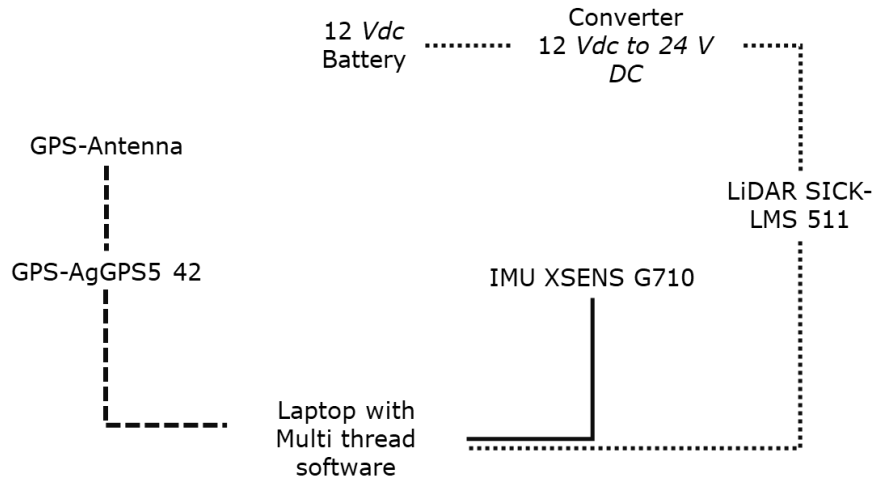 12 Vdc
Battery
Converter
12 Vdc to 24 V
DC
GPS-Antenna
LiDAR SICK-
LMS 511
GPS-AgGPS5 42
IMU XSENS G710
Laptop with
Multi thread
software